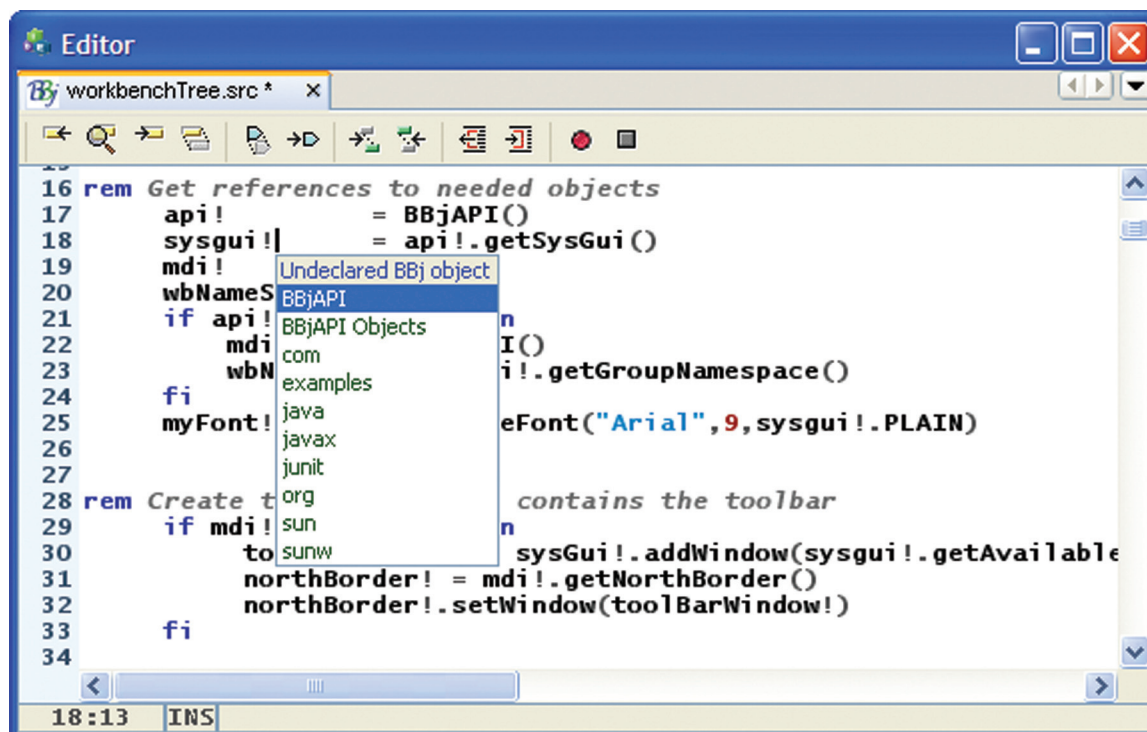 Editor
BBj workbenchTree.src *
16 rem Get references to needed objects
17 api! = BBjAPI()
18 sysgui! = api!.getSysGui()
19 mdi! Undeclared BBj object
20 wbNameS BBjAPI
21 if api! BBjAPI Objects n
22 mdi com I()
23 wbN examples i!.getGroupNamespace()
24 fi java
25 myFont! javax eFont("Arial",9,sysgui!.PLAIN)
26 junit
27
28 rem Create t org contains the toolbar
29 if mdi! sun n
30 to sunw sysGui!.addWindow(sysgui!.getAvailable
31 northBorder! = mdi!.getNorthBorder()
32 northBorder!.setWindow(toolBarWindow!)
33 fi
34
18:13 INS